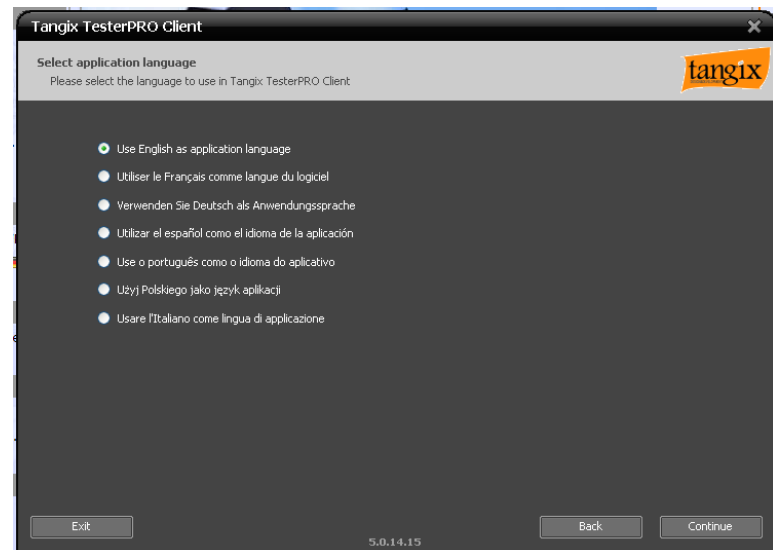 Tangix TesterPRO Client
Select application language
Please select the language to use in Tangix TesterPRO Client
tangix
Use English as application language
Utiliser le Français comme langue du logiciel
Verwenden Sie Deutsch als Anwendungssprache
Utilizar el español como el idioma de la aplicación
Use o português como o idioma do aplicativo
Użyj Polskiego jako język aplikacji
Usare l'Italiano come lingua di applicazione
Exit
Back
Continue
5.0.14.15